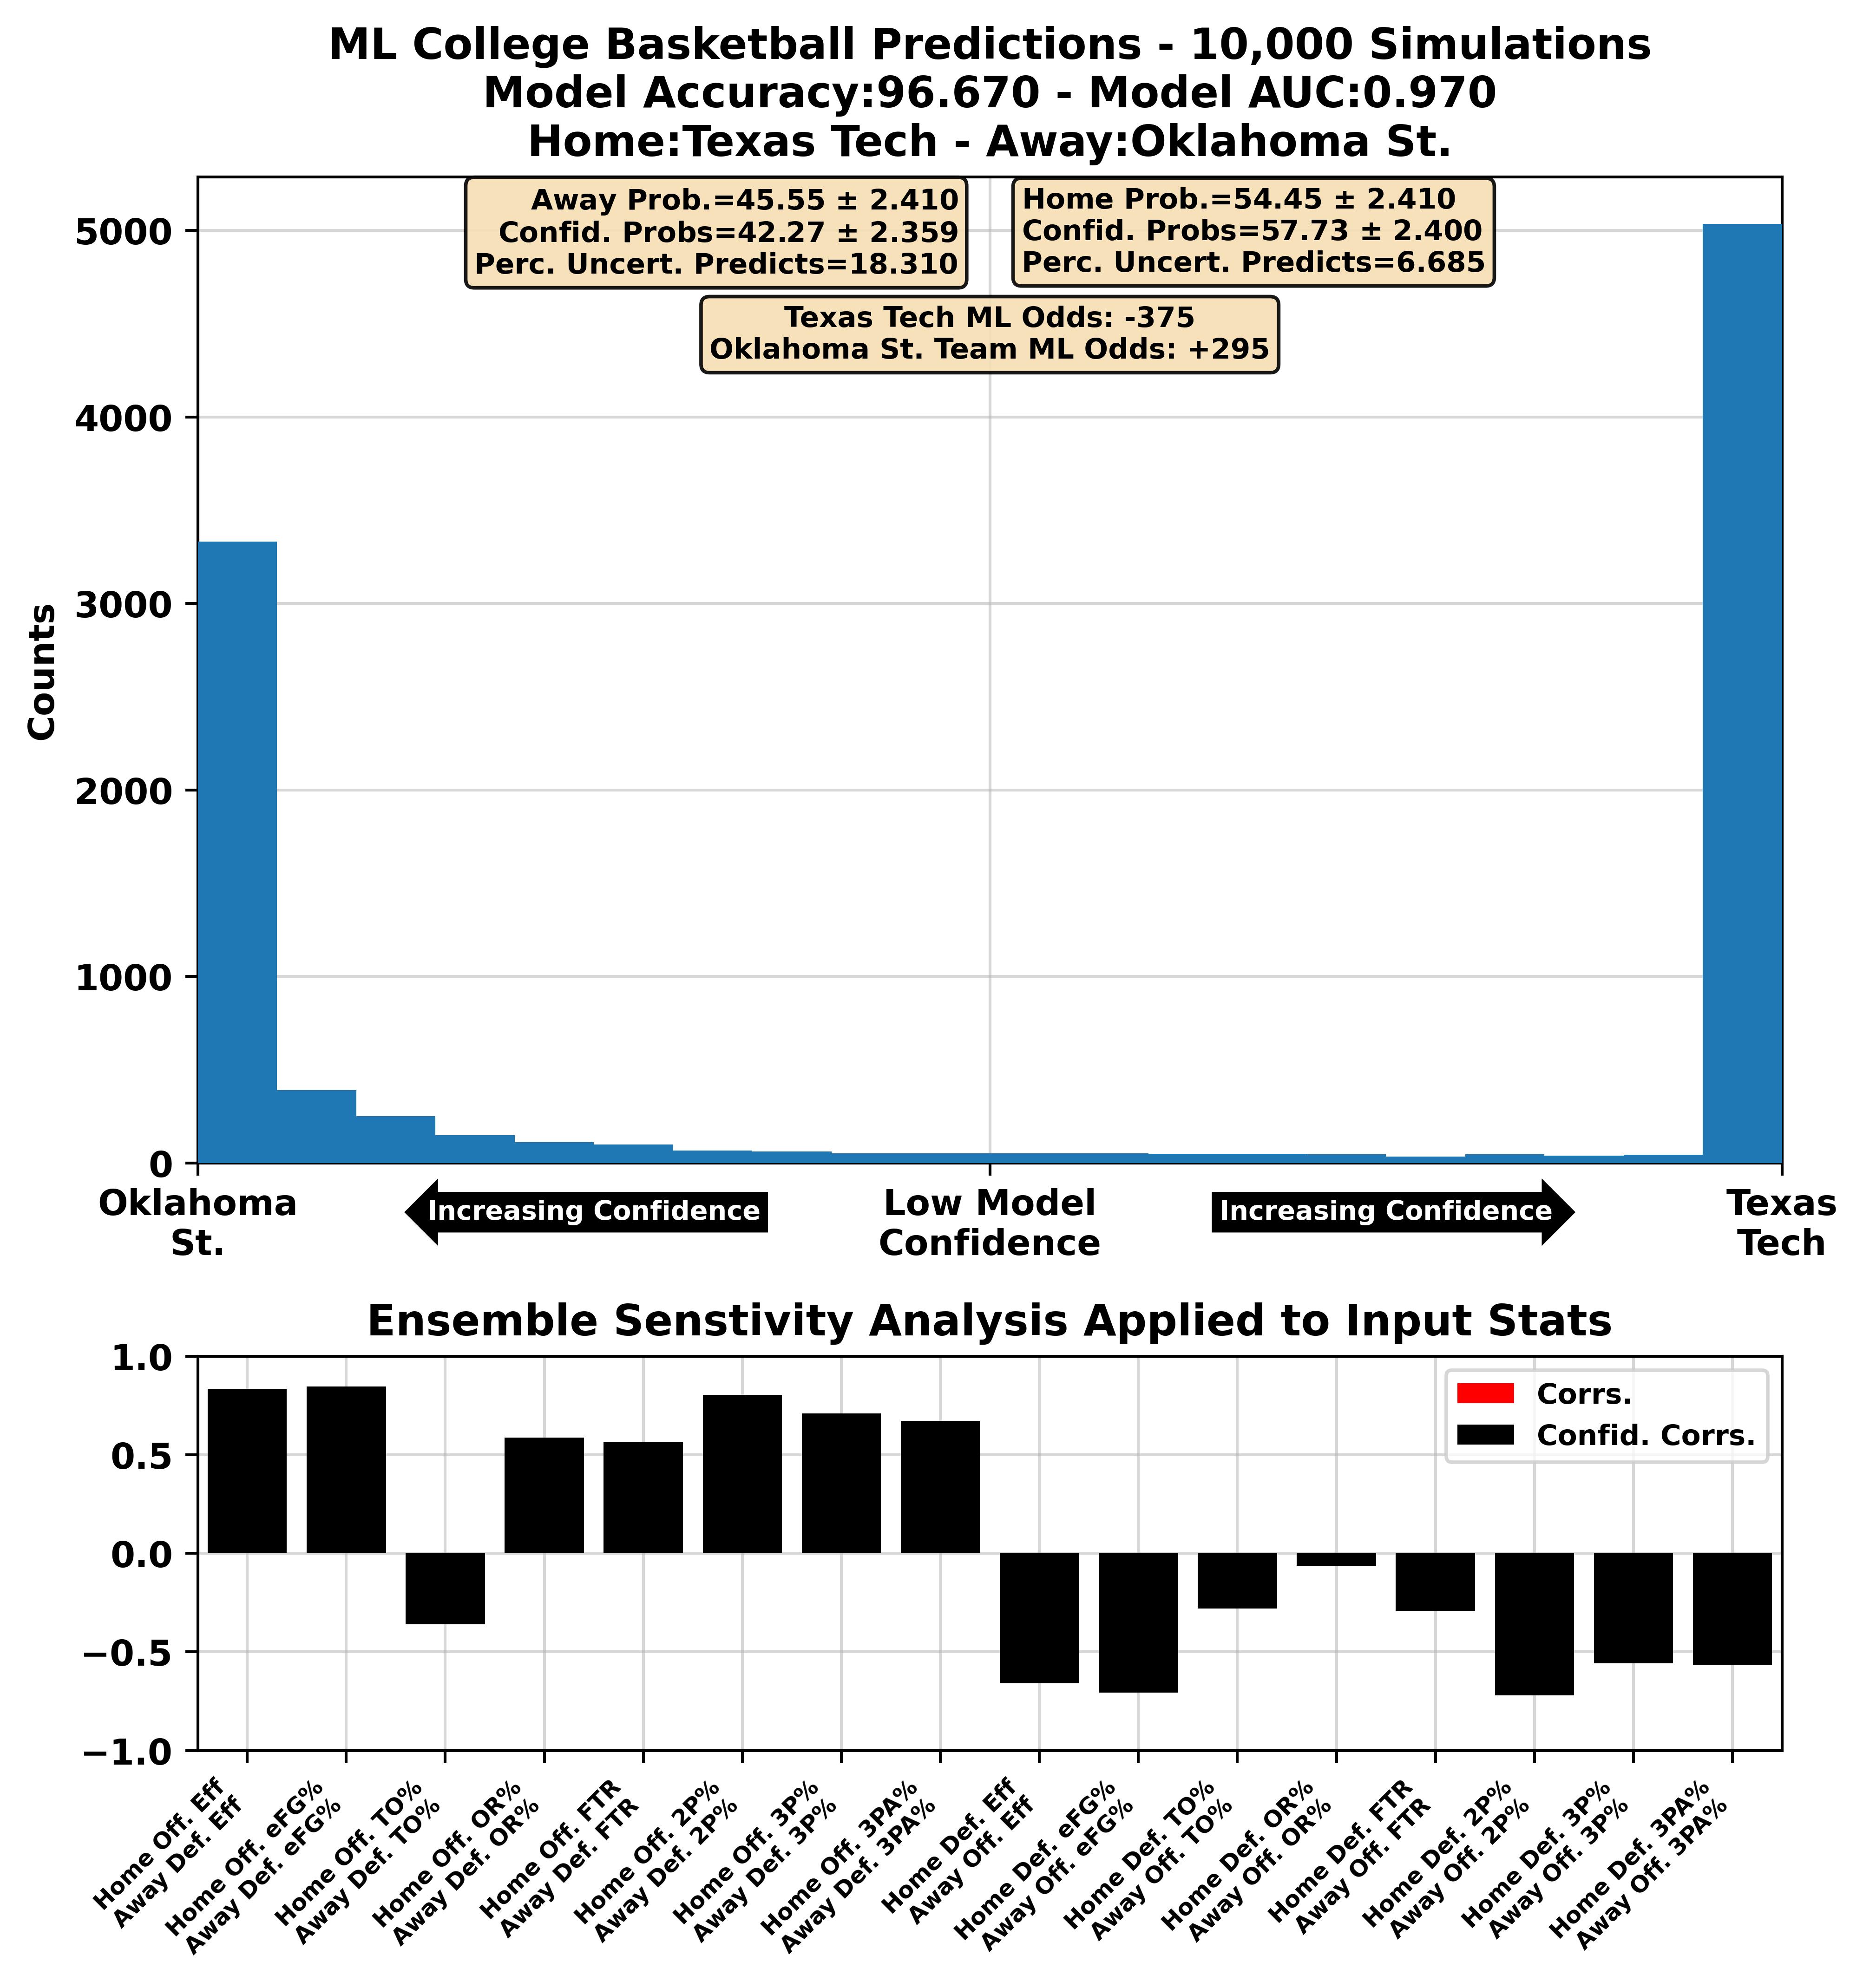 ML College Basketball Predictions - 10,000 Simulations
Model Accuracy:96.670 - Model AUC:0.970
Home:Texas Tech - Away:Oklahoma St.
Away Prob.=45.55 ± 2.410
Confid. Probs=42.27 ± 2.359
Perc. Uncert. Predicts=18.310
Home Prob.=54.45 ± 2.410
Confid. Probs=57.73 ± 2.400
Perc. Uncert. Predicts=6.685
Texas Tech ML Odds: -375
Oklahoma St. Team ML Odds: +295
5000
4000
3000
2000
1000
0
Counts
Oklahoma
St.
Increasing Confidence
Low Model
Confidence
Increasing Confidence
Texas
Tech
Ensemble Senstivity Analysis Applied to Input Stats
1.0
0.5
0.0
−0.5
−1.0
Corrs.
Confid. Corrs.
Home Off. Eff
Away Def. Eff
Home Off. eFG%
Away Def. eFG%
Home Off. TO%
Away Def. TO%
Home Off. OR%
Away Def. OR%
Home Off. FTR
Away Def. FTR
Home Off. 2P%
Away Def. 2P%
Home Off. 3P%
Away Def. 3P%
Home Off. 3PA%
Away Def. 3PA%
Home Def. Eff
Away Off. Eff
Home Def. eFG%
Away Off. eFG%
Home Def. TO%
Away Off. TO%
Home Def. OR%
Away Off. OR%
Home Def. FTR
Away Off. FTR
Home Def. 2P%
Away Off. 2P%
Home Def. 3P%
Away Off. 3P%
Home Def. 3PA%
Away Off. 3PA%